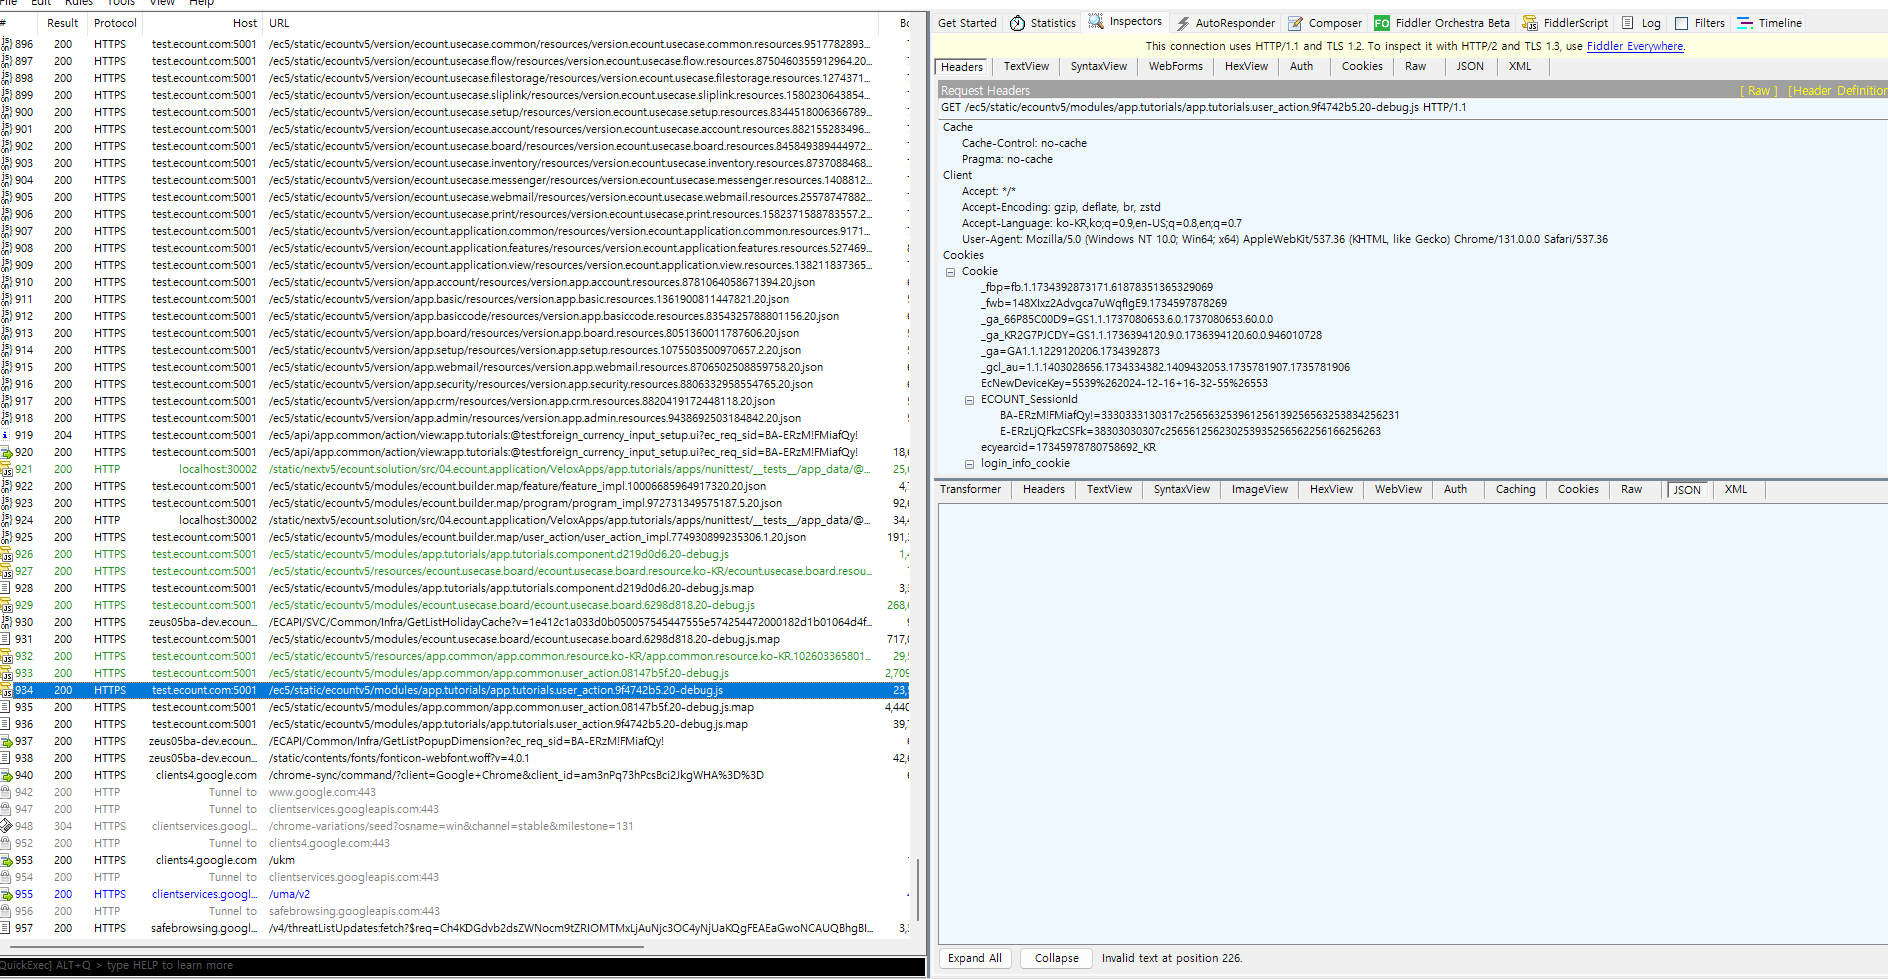 File Edit Rules Tools View Help
# Result Protocol Host URL Bo
896 200 HTTPS test.ecount.com:5001 /ec5/static/ecountv5/version/ecount.usecase.common/resources/version.ecount.usecase.common.resources.9517782893...
897 200 HTTPS test.ecount.com:5001 /ec5/static/ecountv5/version/ecount.usecase.flow/resources/version.ecount.usecase.flow.resources.8750460355912964.20...
898 200 HTTPS test.ecount.com:5001 /ec5/static/ecountv5/version/ecount.usecase.filestorage/resources/version.ecount.usecase.filestorage.resources.1274371...
899 200 HTTPS test.ecount.com:5001 /ec5/static/ecountv5/version/ecount.usecase.sliplink/resources/version.ecount.usecase.sliplink.resources.1580230643854...
900 200 HTTPS test.ecount.com:5001 /ec5/static/ecountv5/version/ecount.usecase.setup/resources/version.ecount.usecase.setup.resources.8344518006366789...
901 200 HTTPS test.ecount.com:5001 /ec5/static/ecountv5/version/ecount.usecase.account/resources/version.ecount.usecase.account.resources.882155283496...
902 200 HTTPS test.ecount.com:5001 /ec5/static/ecountv5/version/ecount.usecase.board/resources/version.ecount.usecase.board.resources.845849389444972...
903 200 HTTPS test.ecount.com:5001 /ec5/static/ecountv5/version/ecount.usecase.inventory/resources/version.ecount.usecase.inventory.resources.8737088468...
904 200 HTTPS test.ecount.com:5001 /ec5/static/ecountv5/version/ecount.usecase.messenger/resources/version.ecount.usecase.messenger.resources.1408812...
905 200 HTTPS test.ecount.com:5001 /ec5/static/ecountv5/version/ecount.usecase.webmail/resources/version.ecount.usecase.webmail.resources.25578747882...
906 200 HTTPS test.ecount.com:5001 /ec5/static/ecountv5/version/ecount.usecase.print/resources/version.ecount.usecase.print.resources.1582371588783557.2...
907 200 HTTPS test.ecount.com:5001 /ec5/static/ecountv5/version/ecount.application.common/resources/version.ecount.application.common.resources.9171...
908 200 HTTPS test.ecount.com:5001 /ec5/static/ecountv5/version/ecount.application.features/resources/version.ecount.application.features.resources.527469...
909 200 HTTPS test.ecount.com:5001 /ec5/static/ecountv5/version/ecount.application.view/resources/version.ecount.application.view.resources.138211837365...
910 200 HTTPS test.ecount.com:5001 /ec5/static/ecountv5/version/app.account/resources/version.app.account.resources.8781064058671394.20.json
911 200 HTTPS test.ecount.com:5001 /ec5/static/ecountv5/version/app.basic/resources/version.app.basic.resources.1361900811447821.20.json
912 200 HTTPS test.ecount.com:5001 /ec5/static/ecountv5/version/app.basiccode/resources/version.app.basiccode.resources.8354325788801156.20.json
913 200 HTTPS test.ecount.com:5001 /ec5/static/ecountv5/version/app.board/resources/version.app.board.resources.8051360011787606.20.json
914 200 HTTPS test.ecount.com:5001 /ec5/static/ecountv5/version/app.setup/resources/version.app.setup.resources.1075503500970657.2.20.json
915 200 HTTPS test.ecount.com:5001 /ec5/static/ecountv5/version/app.webmail/resources/version.app.webmail.resources.8706502508859758.20.json
916 200 HTTPS test.ecount.com:5001 /ec5/static/ecountv5/version/app.security/resources/version.app.security.resources.8806332958554765.20.json
917 200 HTTPS test.ecount.com:5001 /ec5/static/ecountv5/version/app.crm/resources/version.app.crm.resources.8820419172448118.20.json
918 200 HTTPS test.ecount.com:5001 /ec5/static/ecountv5/version/app.admin/resources/version.app.admin.resources.9438692503184842.20.json
919 204 HTTPS test.ecount.com:5001 /ec5/api/app.common/action/view:app.tutorials:@test:foreign_currency_input_setup.ui?ec_req_sid=BA-ERzM!FMiafQy!
920 200 HTTPS test.ecount.com:5001 /ec5/api/app.common/action/view:app.tutorials:@test:foreign_currency_input_setup.ui?ec_req_sid=BA-ERzM!FMiafQy! 18,6
921 200 HTTP localhost:30002 /static/nextv5/ecount.solution/src/04.ecount.application/VeloxApps/app.tutorials/apps/nunittest/__tests__/app_data/@... 25,6
922 200 HTTPS test.ecount.com:5001 /ec5/static/ecountv5/modules/ecount.builder.map/feature/feature_impl.10006685964917320.20.json 4,7
923 200 HTTPS test.ecount.com:5001 /ec5/static/ecountv5/modules/ecount.builder.map/program/program_impl.972731349575187.5.20.json 92,6
924 200 HTTP localhost:30002 /static/nextv5/ecount.solution/src/04.ecount.application/VeloxApps/app.tutorials/apps/nunittest/__tests__/app_data/@... 34,4
925 200 HTTPS test.ecount.com:5001 /ec5/static/ecountv5/modules/ecount.builder.map/user_action/user_action_impl.774930899235306.1.20.json 191,3
926 200 HTTPS test.ecount.com:5001 /ec5/static/ecountv5/modules/app.tutorials/app.tutorials.component.d219d0d6.20-debug.js 1,4
927 200 HTTPS test.ecount.com:5001 /ec5/static/ecountv5/resources/ecount.usecase.board/ecount.usecase.board.resource.ko-KR/ecount.usecase.board.resou...
928 200 HTTPS test.ecount.com:5001 /ec5/static/ecountv5/modules/app.tutorials/app.tutorials.component.d219d0d6.20-debug.js.map 3,3
929 200 HTTPS test.ecount.com:5001 /ec5/static/ecountv5/modules/ecount.usecase.board/ecount.usecase.board.6298d818.20-debug.js 268,6
930 200 HTTPS zeus05ba-dev.ecoun... /ECAPI/SVC/Common/Infra/GetListHolidayCache?v=1e412c1a033d0b050057545447555e574254472000182d1b01064d4f...
931 200 HTTPS test.ecount.com:5001 /ec5/static/ecountv5/modules/ecount.usecase.board/ecount.usecase.board.6298d818.20-debug.js.map 717,0
932 200 HTTPS test.ecount.com:5001 /ec5/static/ecountv5/resources/app.common/app.common.resource.ko-KR/app.common.resource.ko-KR.102603365801... 29,5
933 200 HTTPS test.ecount.com:5001 /ec5/static/ecountv5/modules/app.common/app.common.user_action.08147b5f.20-debug.js 2,709
934 200 HTTPS test.ecount.com:5001 /ec5/static/ecountv5/modules/app.tutorials/app.tutorials.user_action.9f4742b5.20-debug.js 23,5
935 200 HTTPS test.ecount.com:5001 /ec5/static/ecountv5/modules/app.common/app.common.user_action.08147b5f.20-debug.js.map 4,440
936 200 HTTPS test.ecount.com:5001 /ec5/static/ecountv5/modules/app.tutorials/app.tutorials.user_action.9f4742b5.20-debug.js.map 39,7
937 200 HTTPS zeus05ba-dev.ecoun... /ECAPI/Common/Infra/GetListPopupDimension?ec_req_sid=BA-ERzM!FMiafQy!
938 200 HTTPS zeus05ba-dev.ecoun... /static/contents/fonts/fonticon-webfont.woff?v=4.0.1 42,6
940 200 HTTPS clients4.google.com /chrome-sync/command/?client=Google+Chrome&client_id=am3nPq73hPcsBci2JkgWHA%3D%3D
942 200 HTTP Tunnel to www.google.com:443
947 200 HTTP Tunnel to clientservices.googleapis.com:443
948 304 HTTPS clientservices.googl... /chrome-variations/seed?osname=win&channel=stable&milestone=131
952 200 HTTP Tunnel to clients4.google.com:443
953 200 HTTPS clients4.google.com /ukm
954 200 HTTP Tunnel to clientservices.googleapis.com:443
955 200 HTTPS clientservices.googl... /uma/v2
956 200 HTTP Tunnel to safebrowsing.googleapis.com:443
957 200 HTTPS safebrowsing.googl... /v4/threatListUpdates:fetch?$req=Ch4KDGdvb2dsZWNocm9tZRIOMTMxLjAuNjc3OC4yNjUaKQgFEAEaGwoNCAUQBhgBI... 3,3
QuickExec] ALT+Q > type HELP to learn more
Get Started Statistics Inspectors AutoResponder Composer FO Fiddler Orchestra Beta FiddlerScript Log Filters Timeline
This connection uses HTTP/1.1 and TLS 1.2. To inspect it with HTTP/2 and TLS 1.3, use Fiddler Everywhere.
Headers TextView SyntaxView WebForms HexView Auth Cookies Raw JSON XML
Request Headers [ Raw ] [Header Definition
GET /ec5/static/ecountv5/modules/app.tutorials/app.tutorials.user_action.9f4742b5.20-debug.js HTTP/1.1
Cache
Cache-Control: no-cache
Pragma: no-cache
Client
Accept: */*
Accept-Encoding: gzip, deflate, br, zstd
Accept-Language: ko-KR,ko;q=0.9,en-US;q=0.8,en;q=0.7
User-Agent: Mozilla/5.0 (Windows NT 10.0; Win64; x64) AppleWebKit/537.36 (KHTML, like Gecko) Chrome/131.0.0.0 Safari/537.36
Cookies
Cookie
_fbp=fb.1.1734392873171.61878351365329069
_fwb=148XIxz2Advgca7uWqfIgE9.1734597878269
_ga_66P85C00D9=GS1.1.1737080653.6.0.1737080653.60.0.0
_ga_KR2G7PJCDY=GS1.1.1736394120.9.0.1736394120.60.0.946010728
_ga=GA1.1.1229120206.1734392873
_gcl_au=1.1.1403028656.1734334382.1409432053.1735781907.1735781906
EcNewDeviceKey=5539%262024-12-16+16-32-55%26553
ECOUNT_SessionId
BA-ERzM!FMiafQy!=3330333130317c256563253961256139256563253834256231
E-ERzLjQFkzCSFk=38303030307c256561256230253935256562256166256263
ecyearcid=17345978780758692_KR
login_info_cookie
Transformer Headers TextView SyntaxView ImageView HexView WebView Auth Caching Cookies Raw JSON XML
Expand All Collapse Invalid text at position 226.